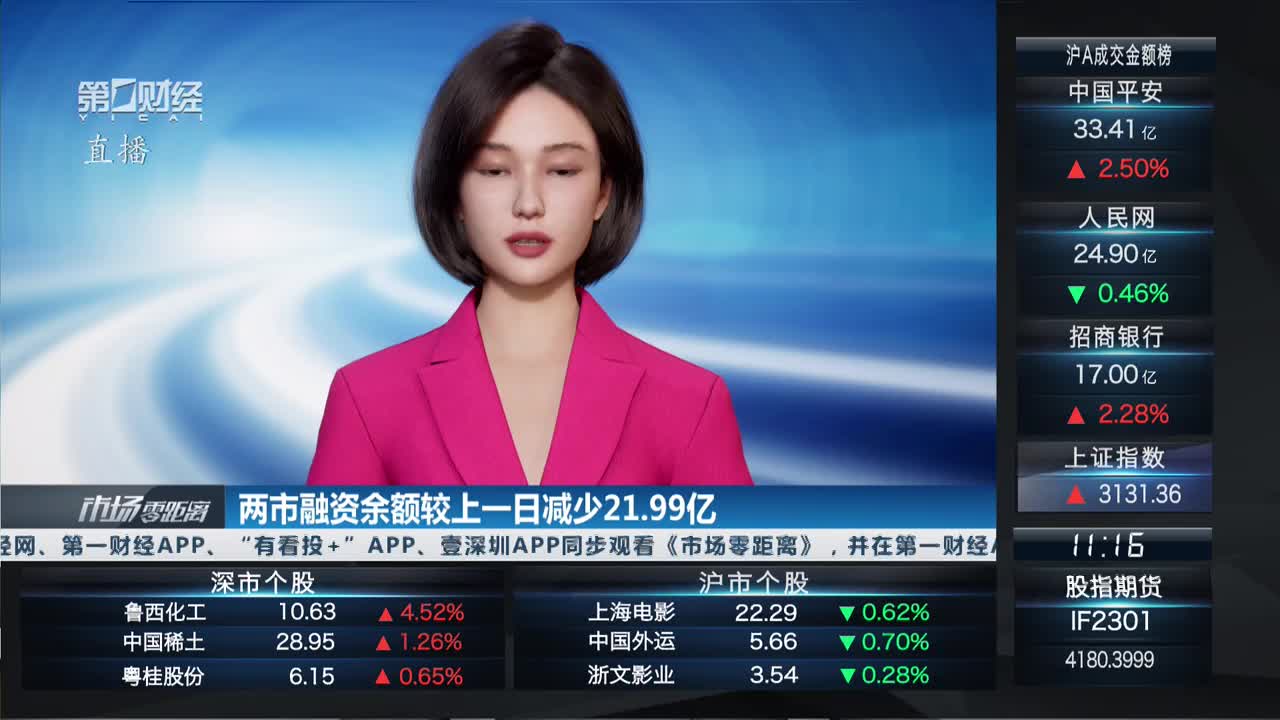 第一财经
YICAI
直播
市场零距离
两市融资余额较上一日减少21.99亿
经网、第一财经APP、“有看投+”APP、壹深圳APP同步观看《市场零距离》，并在第一财经A
深市个股
鲁西化工 10.63 ▲ 4.52%
中国稀土 28.95 ▲ 1.26%
粤桂股份 6.15 ▲ 0.65%
沪市个股
上海电影 22.29 ▼ 0.62%
中国外运 5.66 ▼ 0.70%
浙文影业 3.54 ▼ 0.28%
沪A成交金额榜
中国平安
33.41亿
▲ 2.50%
人民网
24.90亿
▼ 0.46%
招商银行
17.00亿
▲ 2.28%
上证指数
▲ 3131.36
11:16
股指期货
IF2301
4180.3999